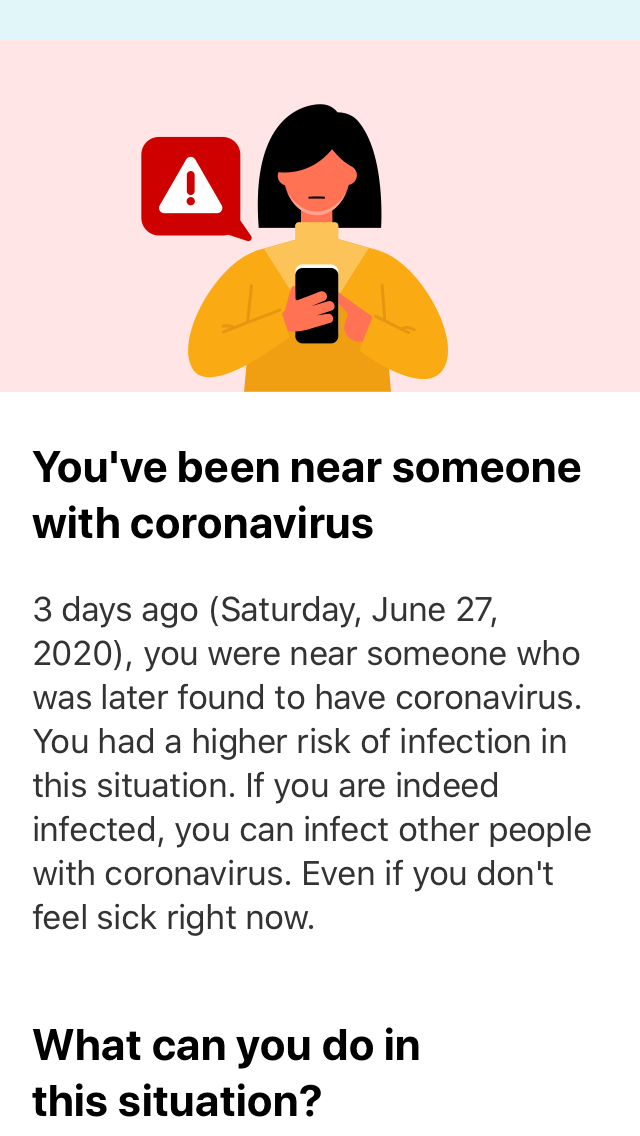 You've been near someone
with coronavirus
3 days ago (Saturday, June 27,
2020), you were near someone who
was later found to have coronavirus.
You had a higher risk of infection in
this situation. If you are indeed
infected, you can infect other people
with coronavirus. Even if you don't
feel sick right now.
What can you do in
this situation?